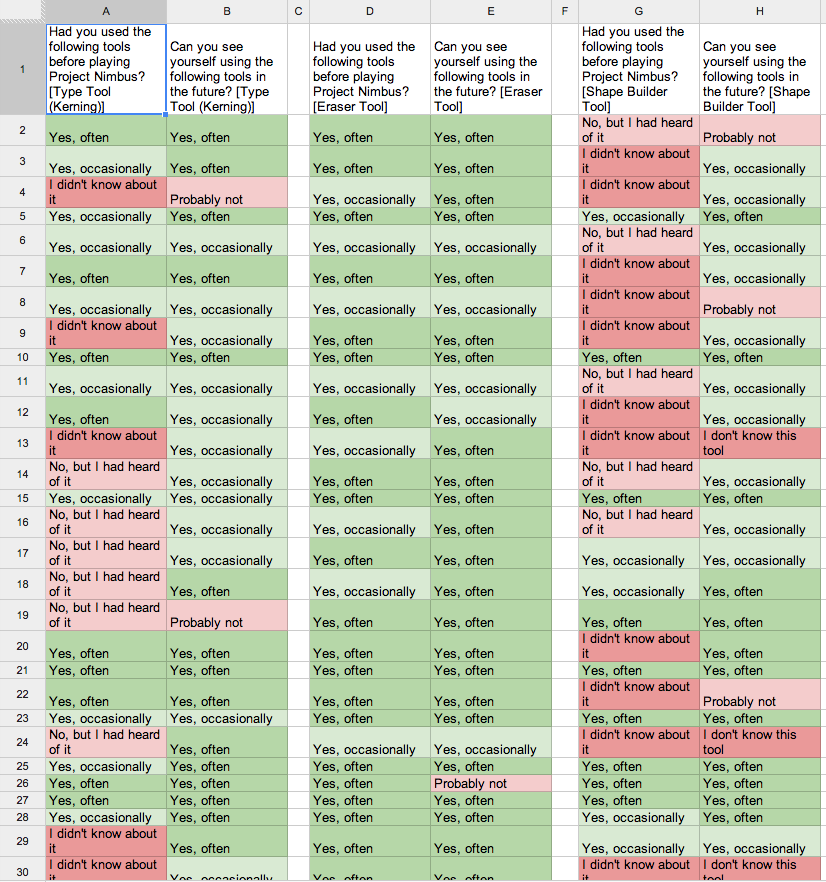 A B C D E F G H
1
Had you used the
following tools
before playing
Project Nimbus?
[Type Tool
(Kerning)]
Can you see
yourself using the
following tools in
the future? [Type
Tool (Kerning)]
Had you used the
following tools
before playing
Project Nimbus?
[Eraser Tool]
Can you see
yourself using the
following tools in
the future? [Eraser
Tool]
Had you used the
following tools
before playing
Project Nimbus?
[Shape Builder
Tool]
Can you see
yourself using the
following tools in
the future? [Shape
Builder Tool]
2 Yes, often Yes, often Yes, often Yes, often No, but I had heard
of it Probably not
3 Yes, occasionally Yes, often Yes, often Yes, often I didn't know about
it Yes, occasionally
4 I didn't know about
it Probably not Yes, occasionally Yes, often I didn't know about
it Yes, occasionally
5 Yes, occasionally Yes, often Yes, often Yes, often Yes, occasionally Yes, often
6 Yes, occasionally Yes, occasionally Yes, occasionally Yes, occasionally No, but I had heard
of it Yes, occasionally
7 Yes, often Yes, often Yes, often Yes, often I didn't know about
it Yes, occasionally
8 Yes, occasionally Yes, occasionally Yes, occasionally Yes, occasionally I didn't know about
it Probably not
9 I didn't know about
it Yes, occasionally Yes, often Yes, often I didn't know about
it Yes, occasionally
10 Yes, often Yes, often Yes, often Yes, often Yes, often Yes, often
11 Yes, occasionally Yes, occasionally Yes, occasionally Yes, occasionally No, but I had heard
of it Yes, occasionally
12 Yes, often Yes, occasionally Yes, often Yes, occasionally I didn't know about
it Yes, occasionally
13 I didn't know about
it Yes, occasionally Yes, occasionally Yes, often I didn't know about
it I don't know this
tool
14 No, but I had heard
of it Yes, occasionally Yes, often Yes, often No, but I had heard
of it Yes, occasionally
15 Yes, occasionally Yes, occasionally Yes, often Yes, often Yes, often Yes, often
16 No, but I had heard
of it Yes, occasionally Yes, occasionally Yes, often No, but I had heard
of it Yes, occasionally
17 No, but I had heard
of it Yes, occasionally Yes, often Yes, often Yes, occasionally Yes, occasionally
18 No, but I had heard
of it Yes, often Yes, occasionally Yes, often Yes, occasionally Yes, often
19 No, but I had heard
of it Probably not Yes, often Yes, often Yes, often Yes, often
20 Yes, often Yes, often Yes, often Yes, often I didn't know about
it Yes, often
21 Yes, often Yes, often Yes, often Yes, often Yes, often Yes, often
22 Yes, often Yes, often Yes, often Yes, often I didn't know about
it Probably not
23 Yes, occasionally Yes, occasionally Yes, often Yes, often Yes, often Yes, often
24 No, but I had heard
of it Yes, often Yes, occasionally Yes, occasionally I didn't know about
it I don't know this
tool
25 Yes, occasionally Yes, often Yes, often Yes, often Yes, often Yes, often
26 Yes, often Yes, often Yes, often Probably not Yes, often Yes, often
27 Yes, often Yes, often Yes, often Yes, often Yes, often Yes, often
28 Yes, occasionally Yes, often Yes, often Yes, often Yes, occasionally Yes, often
29 I didn't know about
it Yes, often Yes, often Yes, often Yes, occasionally Yes, occasionally
30 I didn't know about
it Yes, occasionally Yes, often Yes, often I didn't know about
it I don't know this
tool